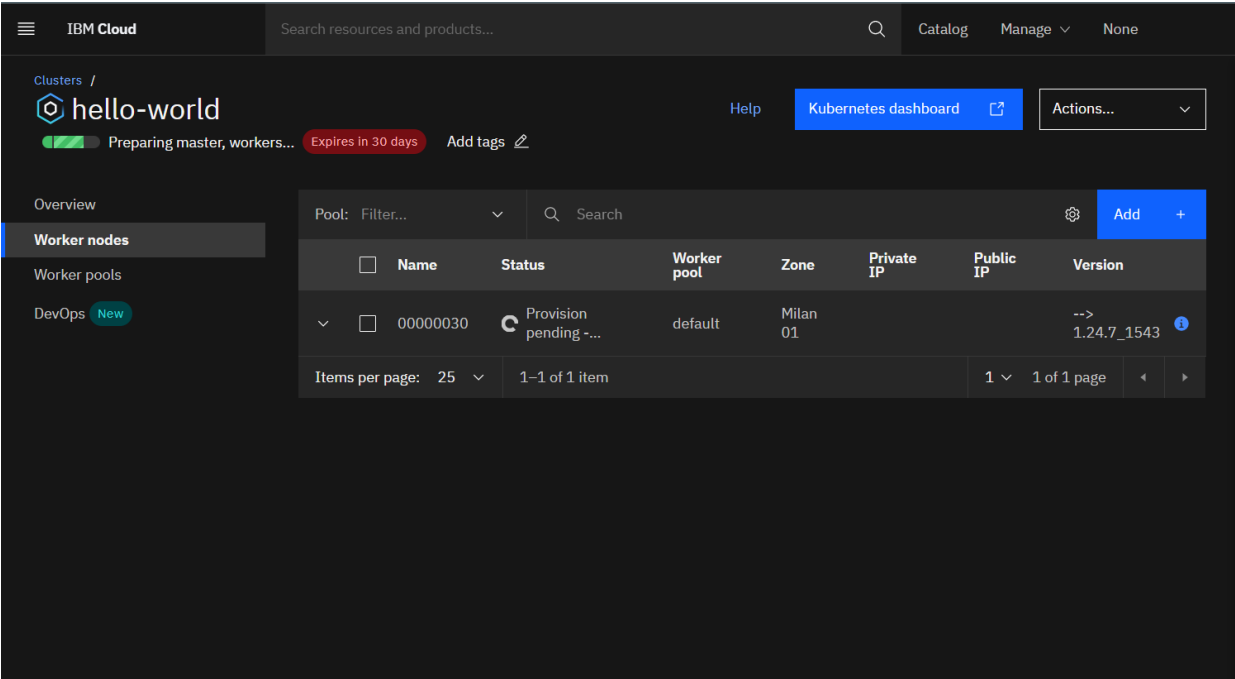 IBM Cloud
Search resources and products...
Catalog
Manage
None
Clusters /
hello-world
Help
Kubernetes dashboard
Actions...
Preparing master, workers...
Expires in 30 days
Add tags
Overview
Worker nodes
Worker pools
DevOps New
Pool: Filter...
Search
Add +
Name
Status
Worker
pool
Zone
Private
IP
Public
IP
Version
00000030
Provision
pending -...
default
Milan
01
-->
1.24.7_1543
Items per page: 25
1–1 of 1 item
1
1 of 1 page